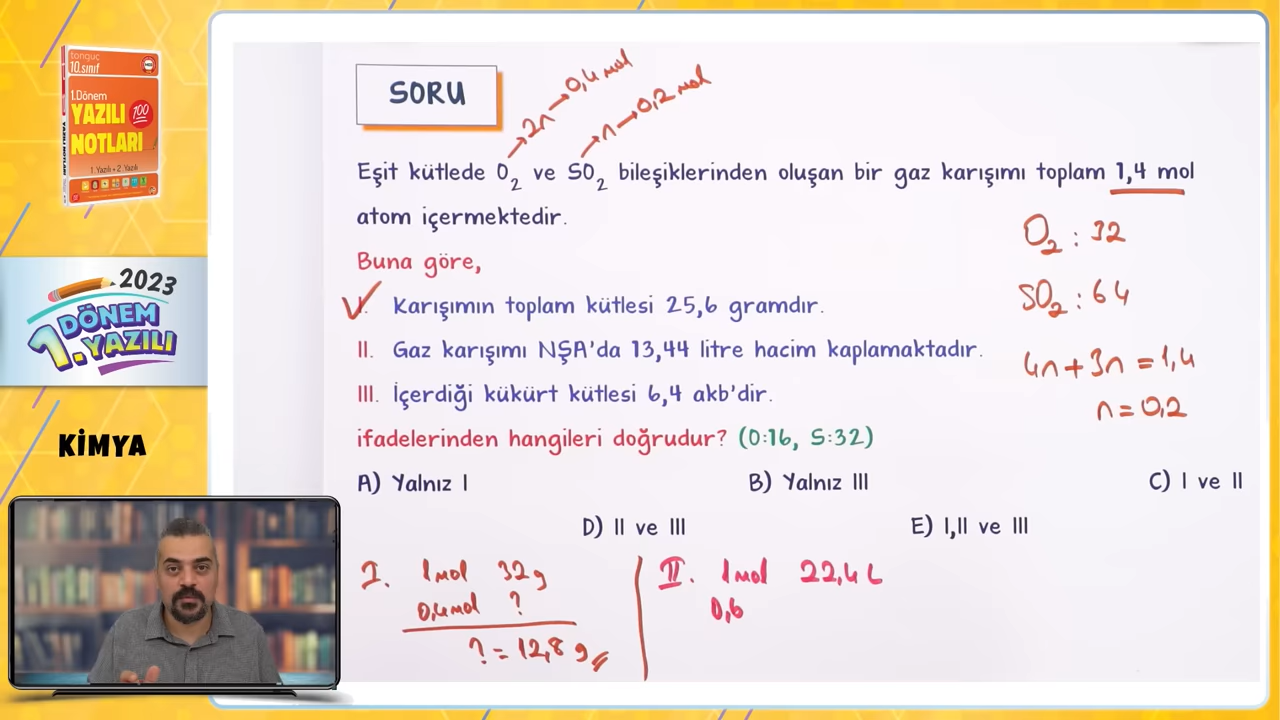 tonguç
10.sınıf
1.Dönem
YAZILI
100
NOTLARI
1.Yazılı + 2.Yazılı
YAZILI NOTLARI
2023
1.DÖNEM
YAZILI
KİMYA
SORU
2n → 0,4 mol
n → 0,2 mol
Eşit kütlede O2 ve SO2 bileşiklerinden oluşan bir gaz karışımı toplam 1,4 mol
atom içermektedir.
Buna göre,
I. Karışımın toplam kütlesi 25,6 gramdır.
II. Gaz karışımı NŞA'da 13,44 litre hacim kaplamaktadır.
III. İçerdiği kükürt kütlesi 6,4 akb'dir.
ifadelerinden hangileri doğrudur? (O:16, S:32)
A) Yalnız I B) Yalnız III C) I ve II
D) II ve III E) I,II ve III
O2 : 32
SO2 : 64
4n + 3n = 1,4
n = 0,2
I. 1mol 32g
0,4mol ?
? = 12,8 g
II. 1mol 22,4 L
0,6